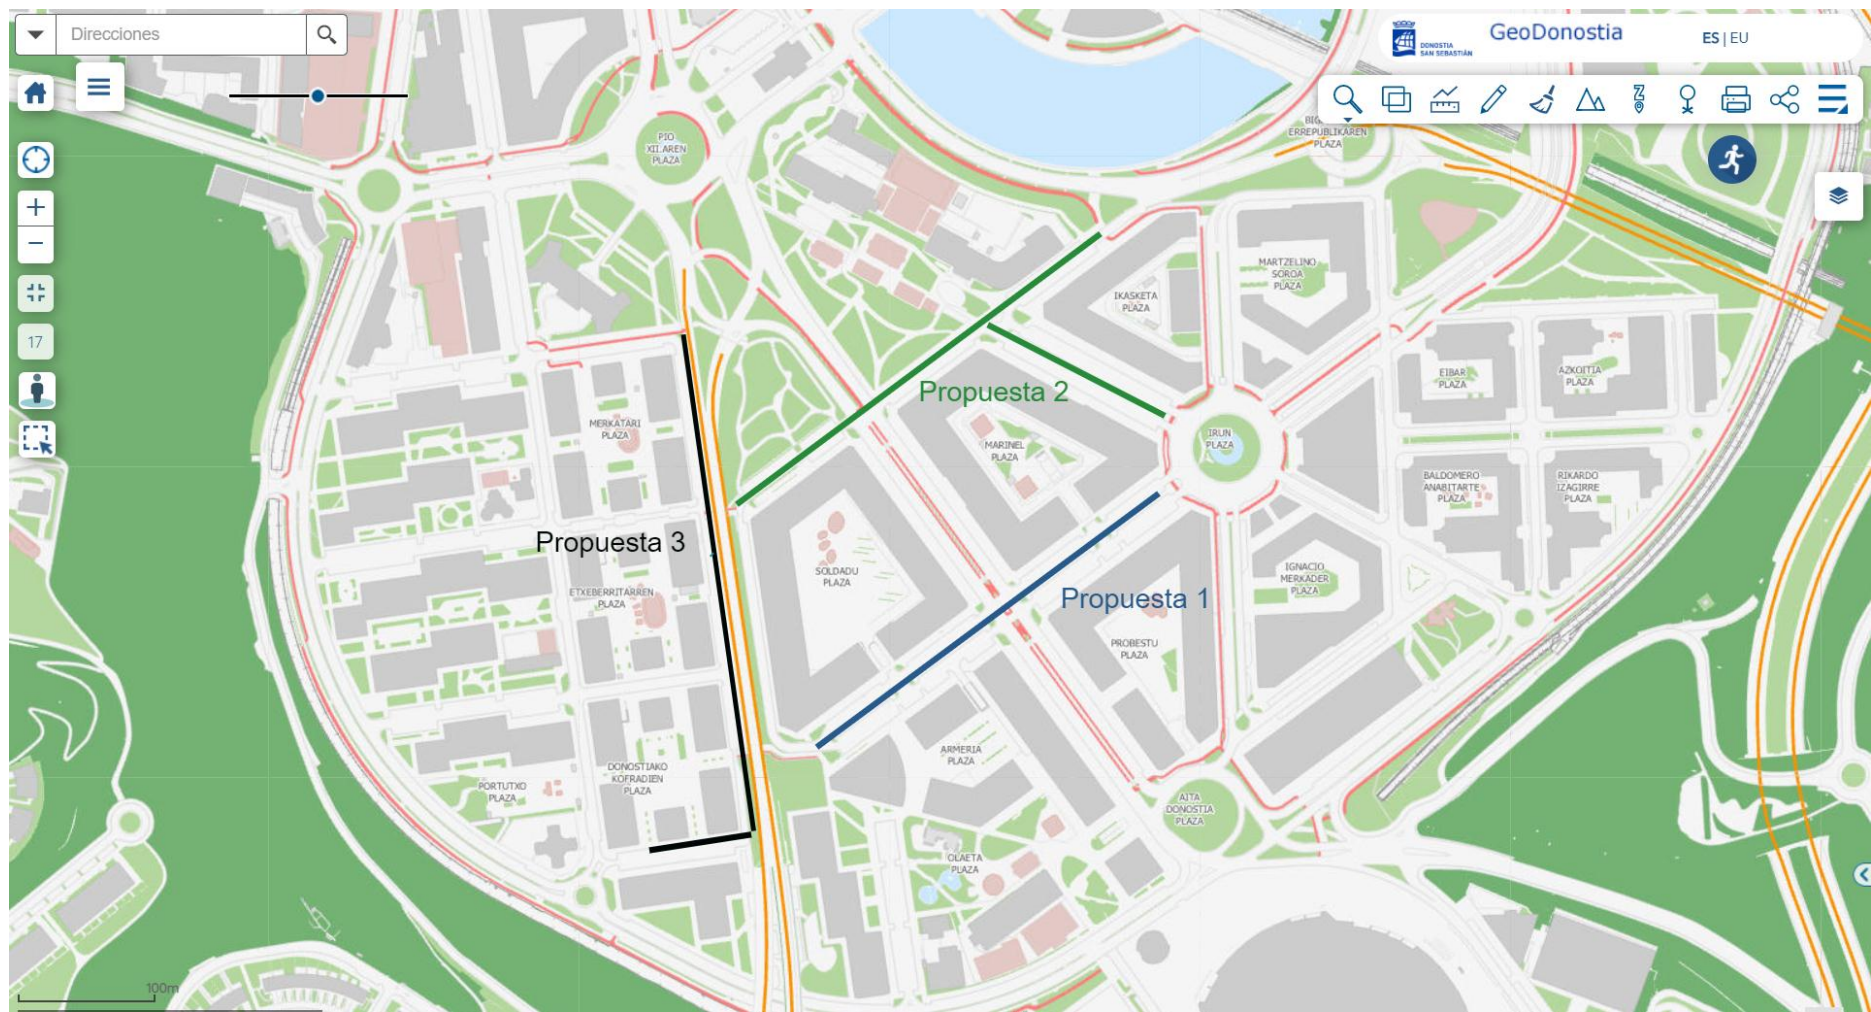 Direcciones
DONOSTIA
SAN SEBASTIÁN
GeoDonostia
ES | EU
PIO
XII.AREN
PLAZA
ERREPUBLIKAREN
PLAZA
17
MARTZELINO
SOROA
PLAZA
IKASKETA
PLAZA
EIBAR
PLAZA
AZKOITIA
PLAZA
Propuesta 2
MERKATARI
PLAZA
IRUN
PLAZA
MARINEL
PLAZA
BALDOMERO
ANABITARTE
PLAZA
RIKARDO
IZAGIRRE
PLAZA
Propuesta 3
SOLDADU
PLAZA
IGNACIO
MERKADER
PLAZA
ETXEBERRITARREN
PLAZA
Propuesta 1
PROBESTU
PLAZA
ARMERIA
PLAZA
DONOSTIAKO
KOFRADIEN
PLAZA
PORTUTXO
PLAZA
AITA
DONOSTIA
PLAZA
OLAETA
PLAZA
100m